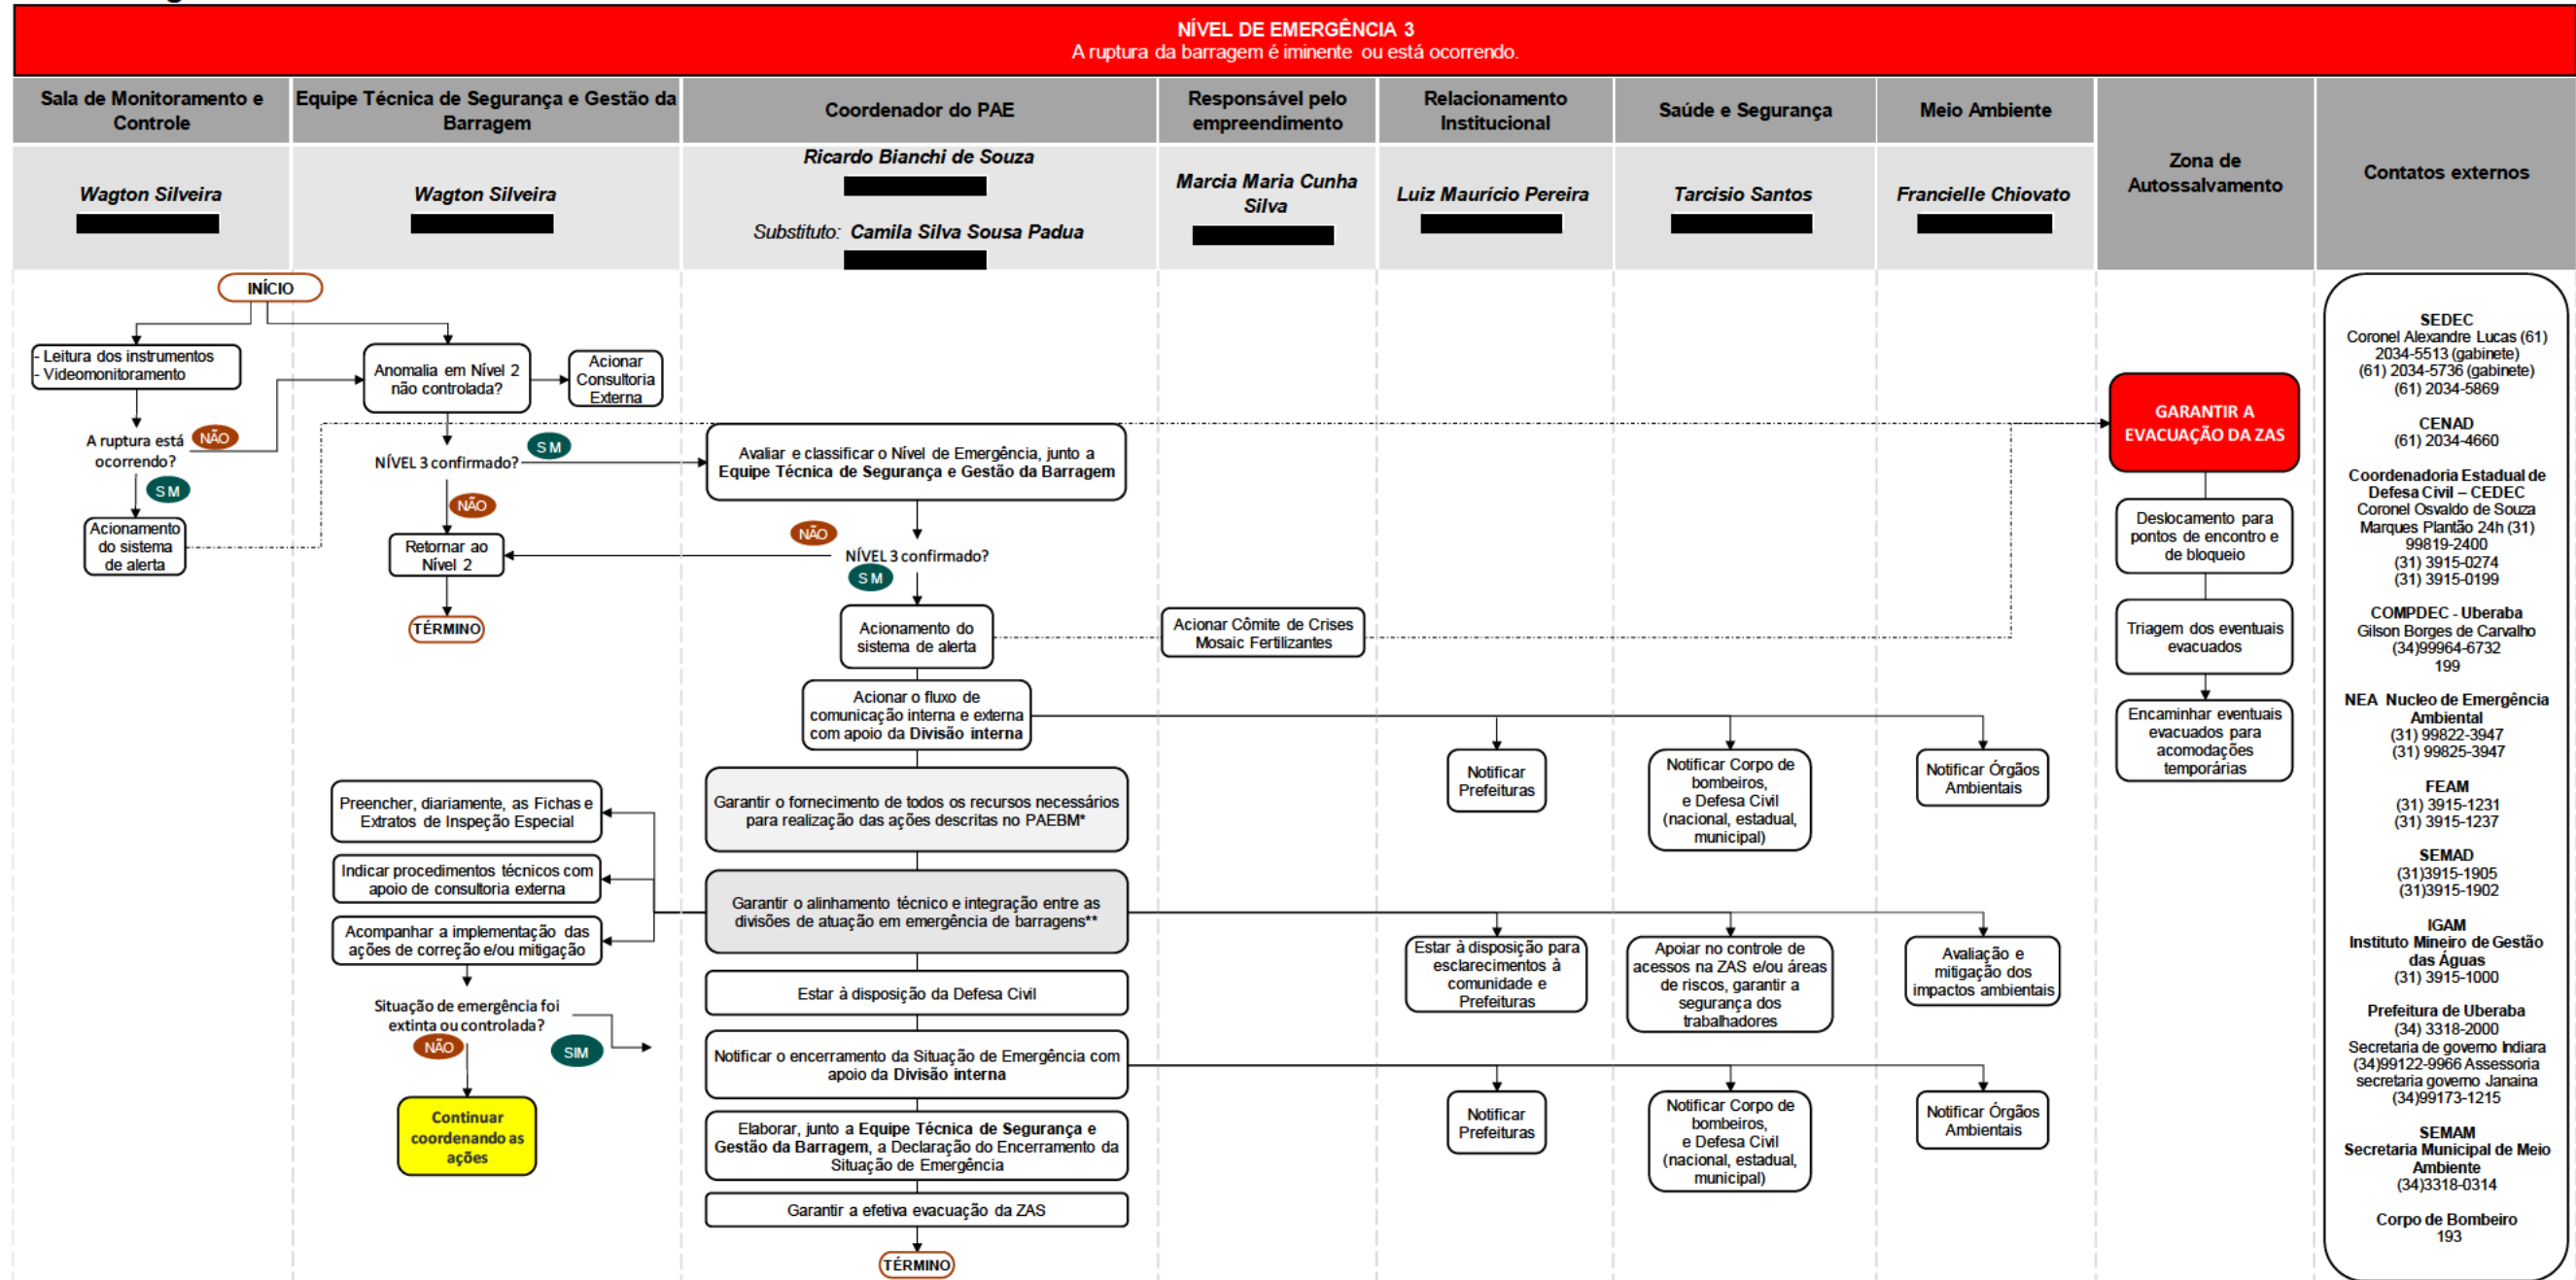 NÍVEL DE EMERGÊNCIA 3
A ruptura da barragem é iminente ou está ocorrendo.
Sala de Monitoramento e
Controle
Equipe Técnica de Segurança e Gestão da
Barragem
Coordenador do PAE
Responsável pelo
empreendimento
Relacionamento
Institucional
Saúde e Segurança
Meio Ambiente
Zona de
Autossalvamento
Contatos externos
Wagton Silveira
Wagton Silveira
Ricardo Bianchi de Souza
Substituto: Camila Silva Sousa Padua
Marcia Maria Cunha
Silva
Luiz Maurício Pereira
Tarcisio Santos
Francielle Chiovato
INÍCIO
- Leitura dos instrumentos
- Videomonitoramento
A ruptura está
ocorrendo?
NÃO
S M
Acionamento
do sistema
de alerta
Anomalia em Nível 2
não controlada?
Acionar
Consultoria
Externa
NÍVEL 3 confirmado?
S M
NÃO
Retornar ao
Nível 2
TÉRMINO
Avaliar e classificar o Nível de Emergência, junto a
Equipe Técnica de Segurança e Gestão da Barragem
NÃO
NÍVEL 3 confirmado?
S M
Acionamento do
sistema de alerta
Acionar Cômite de Crises
Mosaic Fertilizantes
Acionar o fluxo de
comunicação interna e externa
com apoio da Divisão interna
Notificar
Prefeituras
Notificar Corpo de
bombeiros,
e Defesa Civil
(nacional, estadual,
municipal)
Notificar Órgãos
Ambientais
Garantir o fornecimento de todos os recursos necessários
para realização das ações descritas no PAEBM*
Preencher, diariamente, as Fichas e
Extratos de Inspeção Especial
Indicar procedimentos técnicos com
apoio de consultoria externa
Acompanhar a implementação das
ações de correção e/ou mitigação
Garantir o alinhamento técnico e integração entre as
divisões de atuação em emergência de barragens**
Estar à disposição para
esclarecimentos à
comunidade e
Prefeituras
Apoiar no controle de
acessos na ZAS e/ou áreas
de riscos, garantir a
segurança dos
trabalhadores
Avaliação e
mitigação dos
impactos ambientais
Situação de emergência foi
extinta ou controlada?
NÃO
SIM
Continuar
coordenando as
ações
Estar à disposição da Defesa Civil
Notificar o encerramento da Situação de Emergência com
apoio da Divisão interna
Notificar
Prefeituras
Notificar Corpo de
bombeiros,
e Defesa Civil
(nacional, estadual,
municipal)
Notificar Órgãos
Ambientais
Elaborar, junto a Equipe Técnica de Segurança e
Gestão da Barragem, a Declaração do Encerramento da
Situação de Emergência
Garantir a efetiva evacuação da ZAS
TÉRMINO
GARANTIR A
EVACUAÇÃO DA ZAS
Deslocamento para
pontos de encontro e
de bloqueio
Triagem dos eventuais
evacuados
Encaminhar eventuais
evacuados para
acomodações
temporárias
SEDEC
Coronel Alexandre Lucas (61)
2034-5513 (gabinete)
(61) 2034-5736 (gabinete)
(61) 2034-5869
CENAD
(61) 2034-4660
Coordenadoria Estadual de
Defesa Civil – CEDEC
Coronel Osvaldo de Souza
Marques Plantão 24h (31)
99819-2400
(31) 3915-0274
(31) 3915-0199
COMPDEC - Uberaba
Gilson Borges de Carvalho
(34)99964-6732
199
NEA Nucleo de Emergência
Ambiental
(31) 99822-3947
(31) 99825-3947
FEAM
(31) 3915-1231
(31) 3915-1237
SEMAD
(31)3915-1905
(31)3915-1902
IGAM
Instituto Mineiro de Gestão
das Águas
(31) 3915-1000
Prefeitura de Uberaba
(34) 3318-2000
Secretaria de governo Indiara
(34)99122-9966 Assessoria
secretaria governo Janaina
(34)99173-1215
SEMAM
Secretaria Municipal de Meio
Ambiente
(34)3318-0314
Corpo de Bombeiro
193